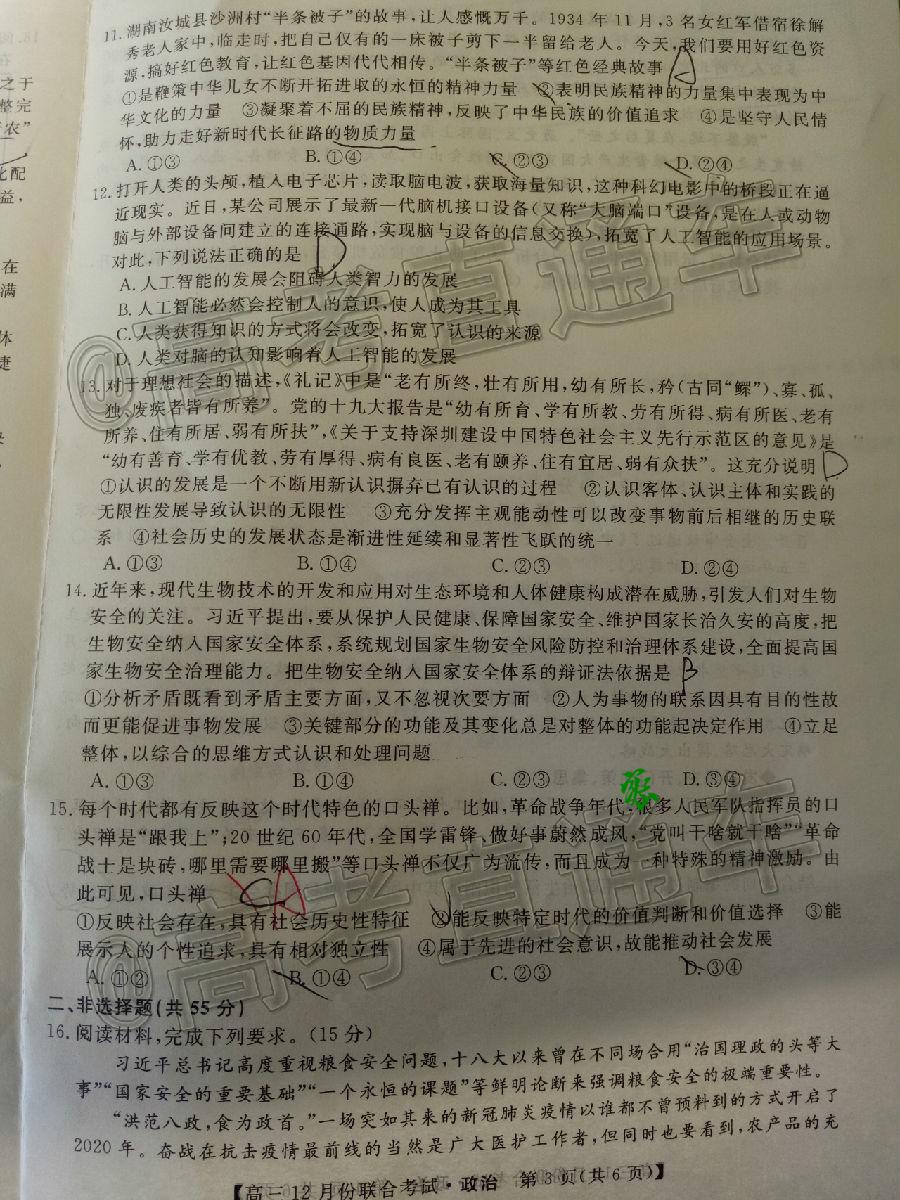 11. 湖南汝城县沙洲村“半条被子”的故事,让人感慨万千。1934年11月,3名女红军借宿徐解
秀老人家中,临走时,把自己仅有的一床被子剪下一半留给老人。今天,我们要用好红色资
源,搞好红色教育,让红色基因代代相传。“半条被子”等红色经典故事 A
①是鞭策中华儿女不断开拓进取的永恒的精神力量 ②表明民族精神的力量集中表现为中
华文化的力量 ③凝聚着不屈的民族精神,反映了中华民族的价值追求 ④是坚守人民情
怀,助力走好新时代长征路的物质力量
A. ①③ B. ①④ C. ②③ D. ②④
12. 打开人类的头颅,植入电子芯片,读取脑电波,获取海量知识,这种科幻电影中的桥段正在逼
近现实。近日,某公司展示了最新一代脑机接口设备(又称“大脑端口”设备,是在人或动物
脑与外部设备间建立的连接通路,实现脑与设备的信息交换),拓宽了人工智能的应用场景。
对此,下列说法正确的是 D
A. 人工智能的发展会阻碍人类智力的发展
B. 人工智能必然会控制人的意识,使人成为其工具
C. 人类获得知识的方式将会改变,拓宽了认识的来源
D. 人类对脑的认知影响着人工智能的发展
13. 对于理想社会的描述,《礼记》中是“老有所终,壮有所用,幼有所长,矜(古同“鳏”)、寡、孤、
独、废疾者皆有所养”。党的十九大报告是“幼有所育、学有所教、劳有所得、病有所医、老有
所养、住有所居、弱有所扶”,《关于支持深圳建设中国特色社会主义先行示范区的意见》是
“幼有善育、学有优教、劳有厚得、病有良医、老有颐养、住有宜居、弱有众扶”。这充分说明 D
①认识的发展是一个不断用新认识摒弃已有认识的过程 ②认识客体、认识主体和实践的
无限性发展导致认识的无限性 ③充分发挥主观能动性可以改变事物前后相继的历史联
系 ④社会历史的发展状态是渐进性延续和显著性飞跃的统一
A. ①③ B. ①④ C. ②③ D. ②④
14. 近年来,现代生物技术的开发和应用对生态环境和人体健康构成潜在威胁,引发人们对生物
安全的关注。习近平提出,要从保护人民健康、保障国家安全、维护国家长治久安的高度,把
生物安全纳入国家安全体系,系统规划国家生物安全风险防控和治理体系建设,全面提高国
家生物安全治理能力。把生物安全纳入国家安全体系的辩证法依据是 B
①分析矛盾既看到矛盾主要方面,又不忽视次要方面 ②人为事物的联系因具有目的性故
而更能促进事物发展 ③关键部分的功能及其变化总是对整体的功能起决定作用 ④立足
整体,以综合的思维方式认识和处理问题
A. ①③ B. ①④ C. ②③ D. ③④
15. 每个时代都有反映这个时代特色的口头禅。比如,革命战争年代,很多人民军队指挥员的口
头禅是“跟我上”;20世纪60年代,全国学雷锋、做好事蔚然成风,“党叫干啥就干啥”“革命
战士是块砖,哪里需要哪里搬”等口头禅不仅广为流传,而且成为一种特殊的精神激励。由
此可见,口头禅 C A
①反映社会存在,具有社会历史性特征 ②能反映特定时代的价值判断和价值选择 ③能
展示人的个性追求,具有相对独立性 ④属于先进的社会意识,故能推动社会发展
A. ①② B. ①④ C. ②③ D. ③④
二、非选择题(共55分)
16. 阅读材料,完成下列要求。(15分)
习近平总书记高度重视粮食安全问题,十八大以来曾在不同场合用“治国理政的头等大
事”“国家安全的重要基础”“一个永恒的课题”等鲜明论断来强调粮食安全的极端重要性。
“洪范八政,食为政首。”一场突如其来的新冠肺炎疫情以谁都不曾预料到的方式开启了
2020年。奋战在抗击疫情最前线的当然是广大医护工作者,但同时也要看到,农产品的充
【高三12月份联合考试·政治 第3页(共6页)】
之于
整完
农”
配
益,
在
满
体
捷
@高考直通车
@高考直通车